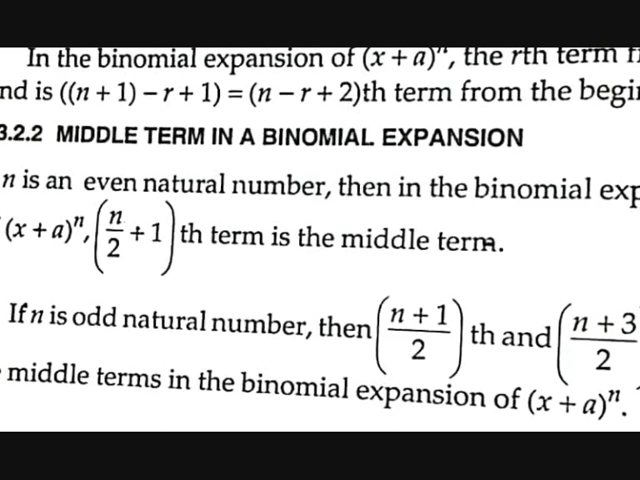 In the binomial expansion of (x + a)ⁿ, the rth term
nd is ((n + 1) – r + 1) = (n – r + 2)th term from the
3.2.2 MIDDLE TERM IN A BINOMIAL EXPANSION
n is an even natural number, then in the binomial
(x + a)ⁿ, (n/2 + 1) th term is the middle term.
If n is odd natural number, then ((n + 1)/2) th and ((n + 3)/2
middle terms in the binomial expansion of (x + a)ⁿ.